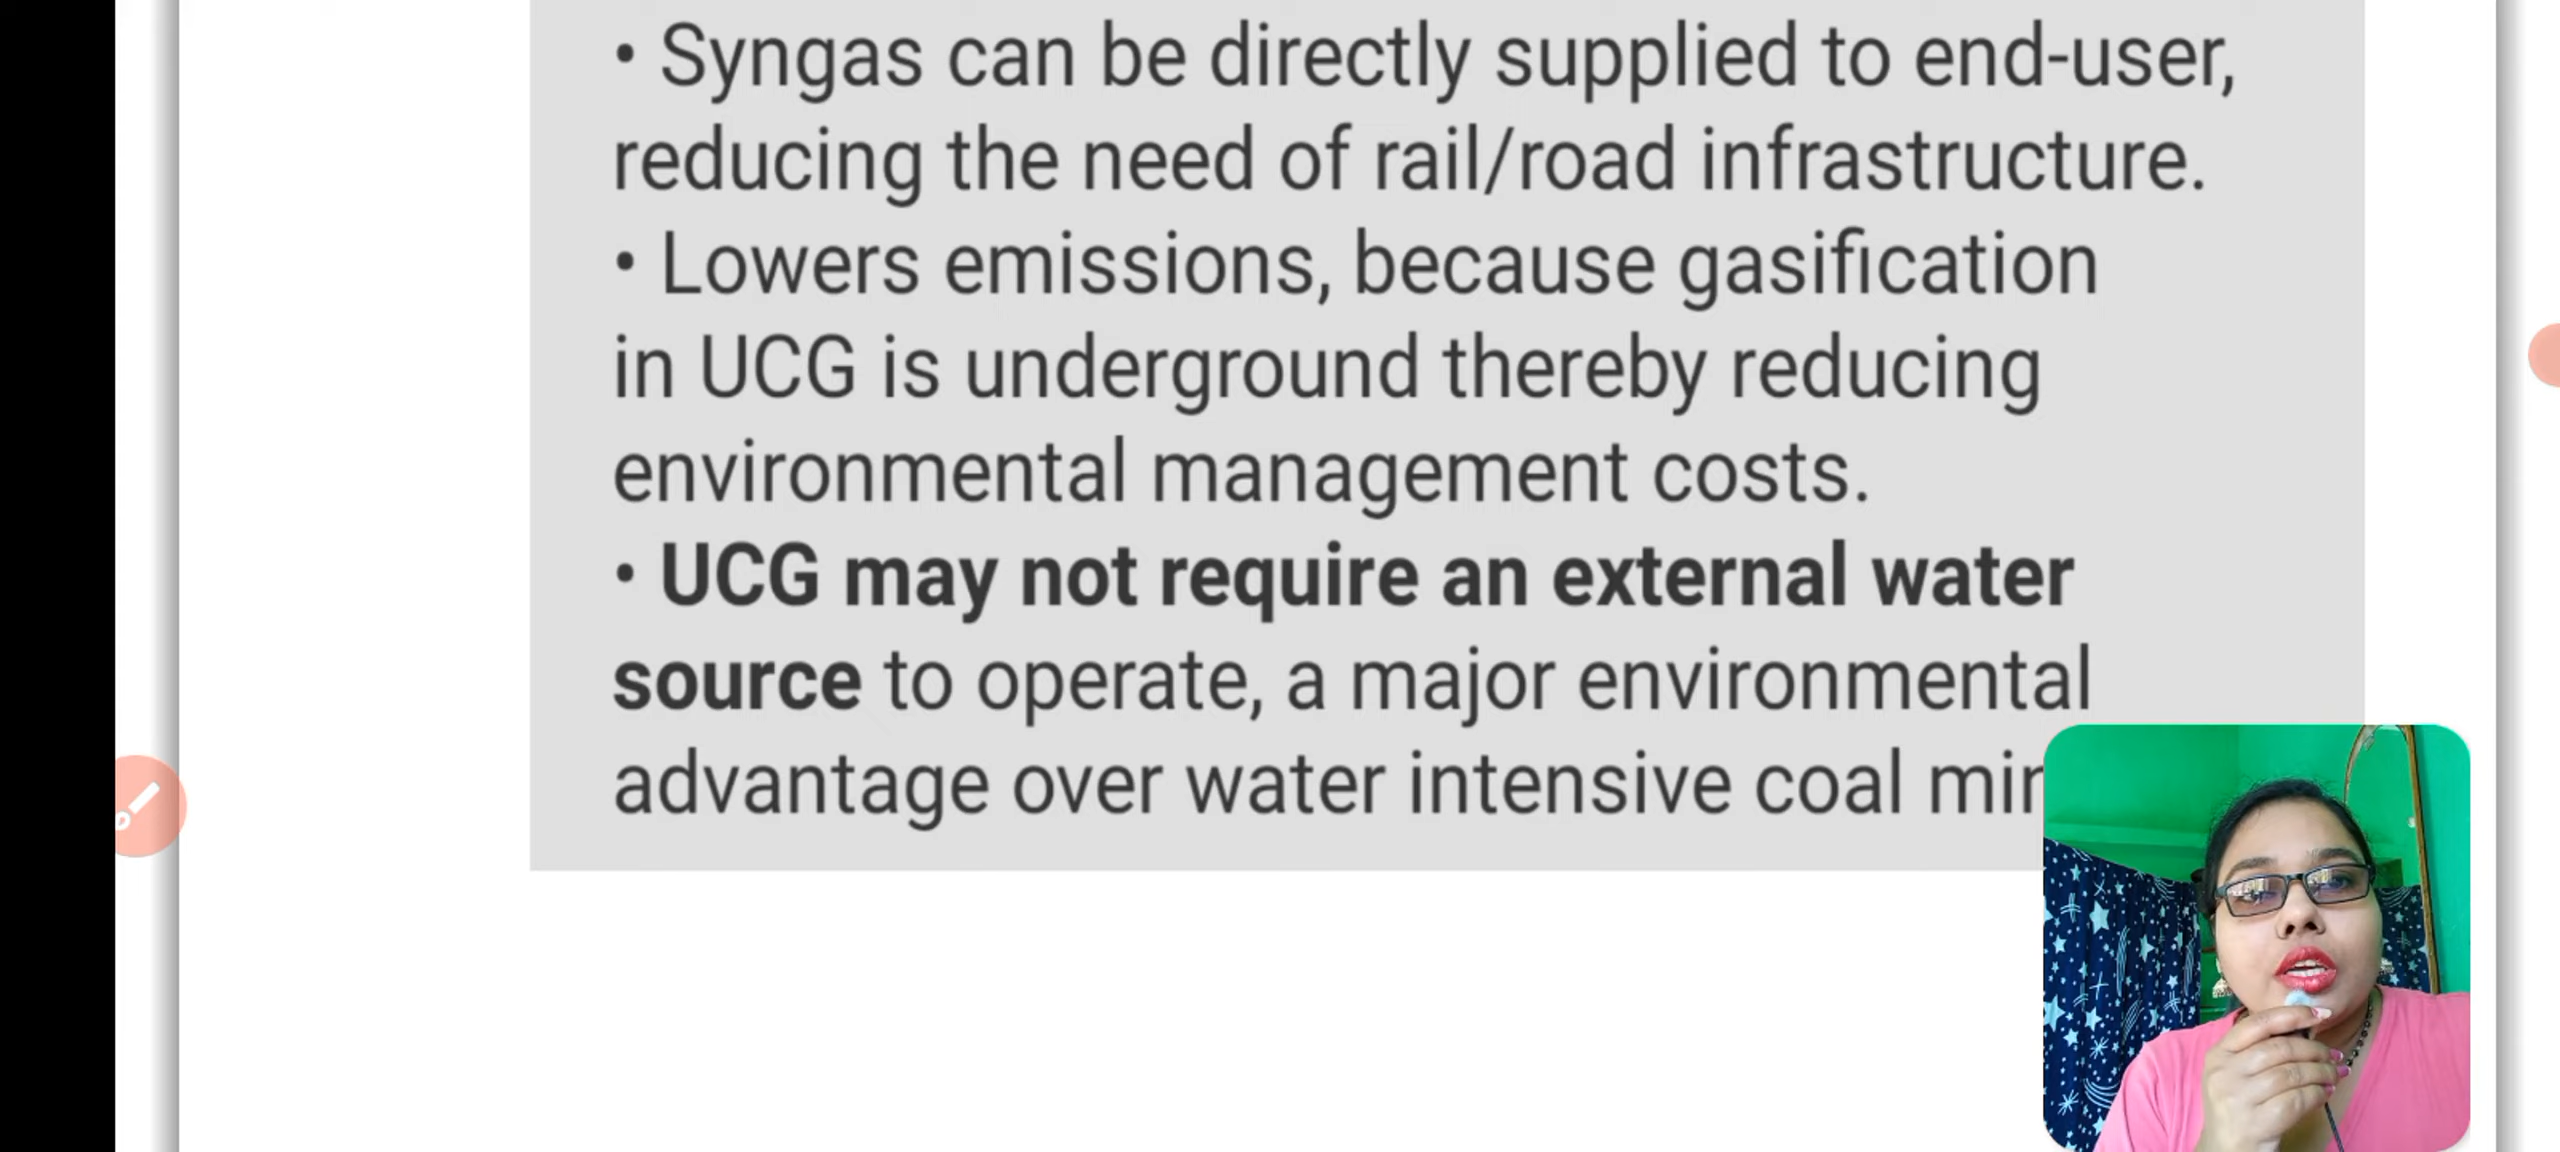 • Syngas can be directly supplied to end-user,
reducing the need of rail/road infrastructure.
• Lowers emissions, because gasification
in UCG is underground thereby reducing
environmental management costs.
• UCG may not require an external water
source to operate, a major environmental
advantage over water intensive coal